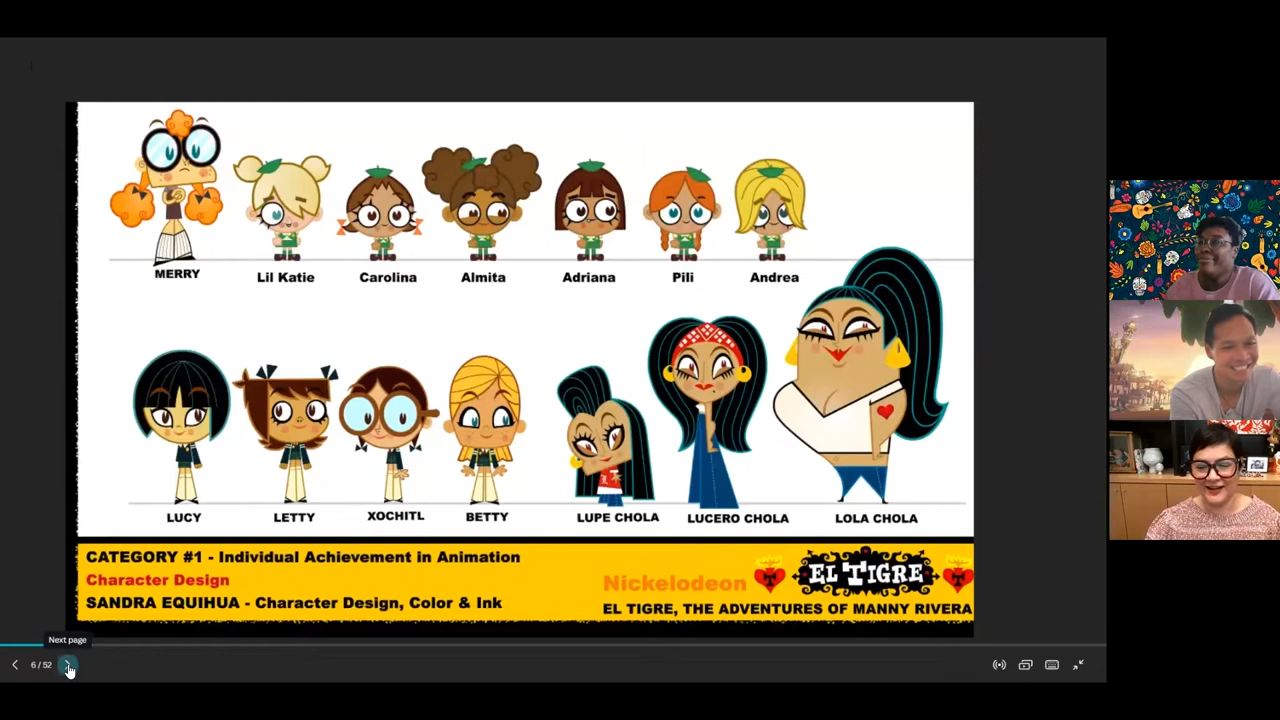 MERRY
Lil Katie
Carolina
Almita
Adriana
Pili
Andrea
LUCY
LETTY
XOCHITL
BETTY
LUPE CHOLA
LUCERO CHOLA
LOLA CHOLA
CATEGORY #1 - Individual Achievement in Animation
Character Design
SANDRA EQUIHUA - Character Design, Color & Ink
Nickelodeon
EL TIGRE
EL TIGRE, THE ADVENTURES OF MANNY RIVERA
Next page
6 / 52